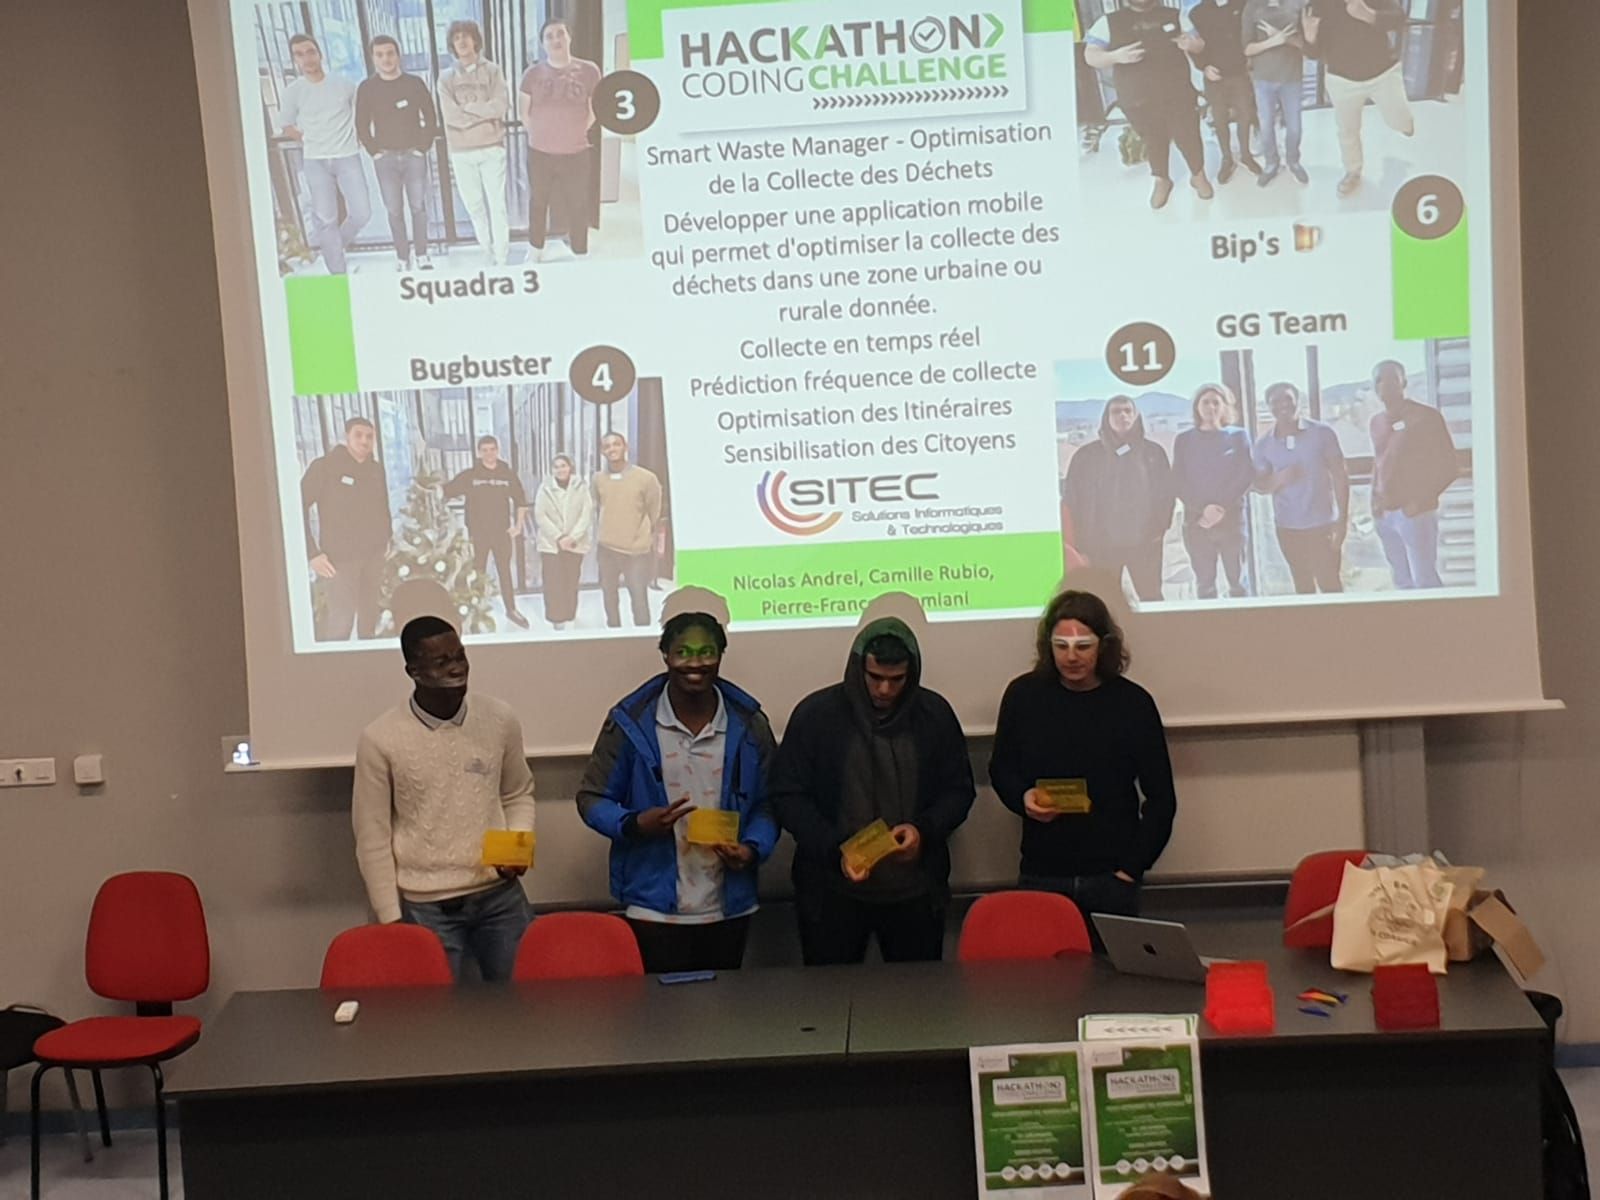 HACKATHON
CODING CHALLENGE
3
Squadra 3
Bugbuster
4
Smart Waste Manager - Optimisation
de la Collecte des Déchets
Développer une application mobile
qui permet d'optimiser la collecte des
déchets dans une zone urbaine ou
rurale donnée.
Collecte en temps réel
Prédiction fréquence de collecte
Optimisation des Itinéraires
Sensibilisation des Citoyens
SITEC
Solutions Informatiques
& Technologiques
Nicolas Andrei, Camille Rubio,
6
Bip's
GG Team
11
HACKATHON
HACKATHON